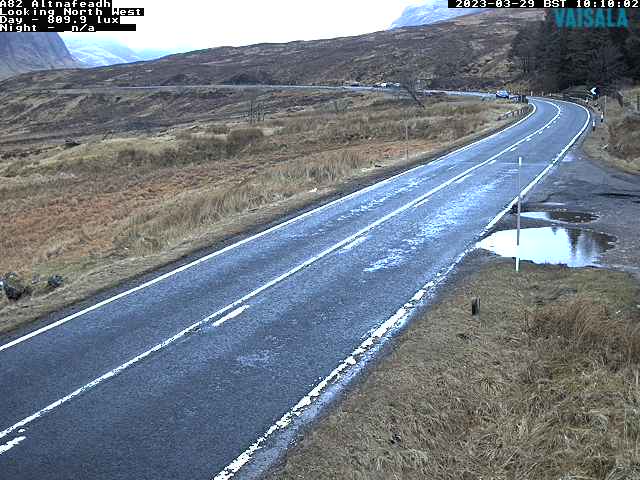 A82 Altnafeadh
Looking North West
Day - 809.9 lux
Night - n/a
2023-03-29 BST 10:10:02
VAISALA